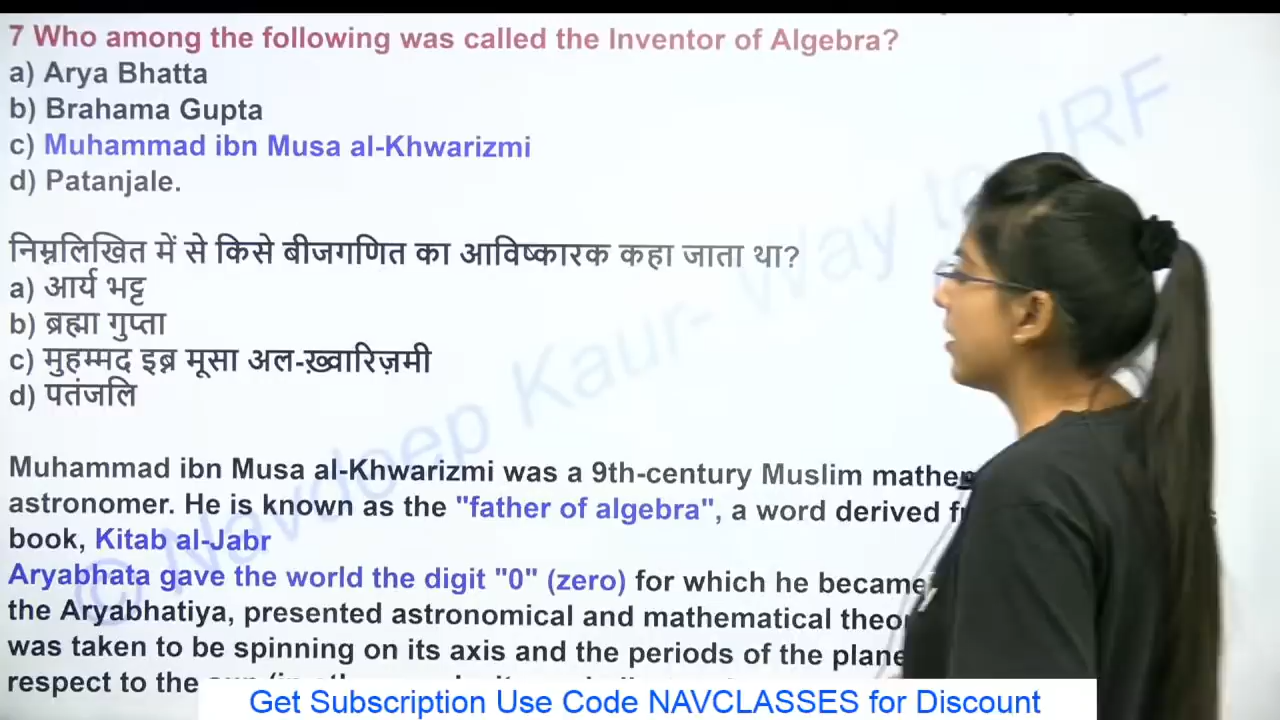 7 Who among the following was called the Inventor of Algebra?
a) Arya Bhatta
b) Brahama Gupta
c) Muhammad ibn Musa al-Khwarizmi
d) Patanjale.
निम्नलिखित में से किसे बीजगणित का आविष्कारक कहा जाता था?
a) आर्य भट्ट
b) ब्रह्मा गुप्ता
c) मुहम्मद इब्न मूसा अल-ख़्वारिज़मी
d) पतंजलि
Muhammad ibn Musa al-Khwarizmi was a 9th-century Muslim
astronomer. He is known as the "father of algebra", a word derived
book, Kitab al-Jabr
Aryabhata gave the world the digit "0" (zero) for which he became
the Aryabhatiya, presented astronomical and mathematical
was taken to be spinning on its axis and the periods of the
respect to the
© Navdeep Kaur- Way to JRF
Get Subscription Use Code NAVCLASSES for Discount